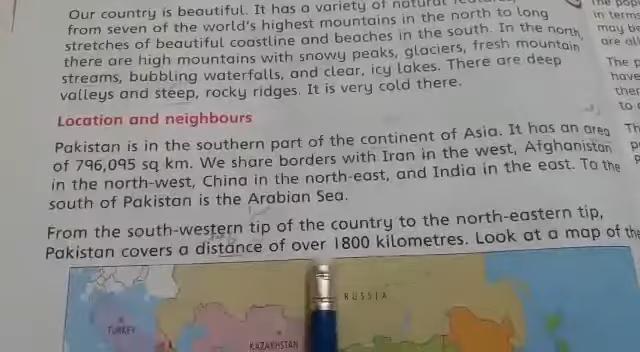 Our country is beautiful. It has a variety of natural
from seven of the world's highest mountains in the north to long
stretches of beautiful coastline and beaches in the south. In the north,
there are high mountains with snowy peaks, glaciers, fresh mountain
streams, bubbling waterfalls, and clear, icy lakes. There are deep
valleys and steep, rocky ridges. It is very cold there.
Location and neighbours
Pakistan is in the southern part of the continent of Asia. It has an area
of 796,095 sq km. We share borders with Iran in the west, Afghanistan
in the north-west, China in the north-east, and India in the east. To the
south of Pakistan is the Arabian Sea.
From the south-western tip of the country to the north-eastern tip,
Pakistan covers a distance of over 1800 kilometres. Look at a map of the
RUSSIA
TURKEY
KAZAKHSTAN
The
in
may
are
The
have
to